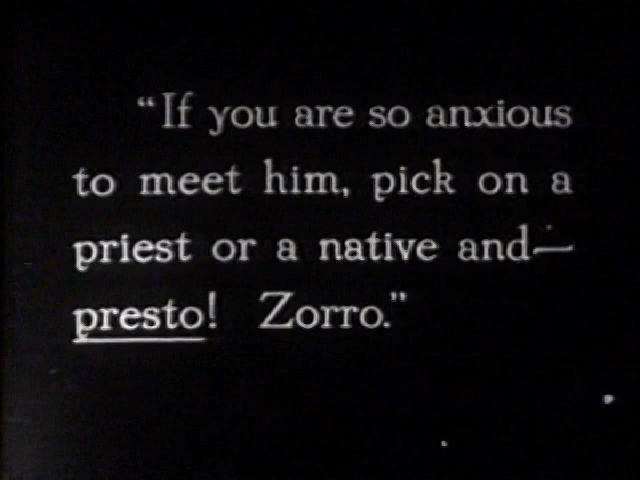 “If you are so anxious
to meet him, pick on a
priest or a native and—
presto! Zorro.”